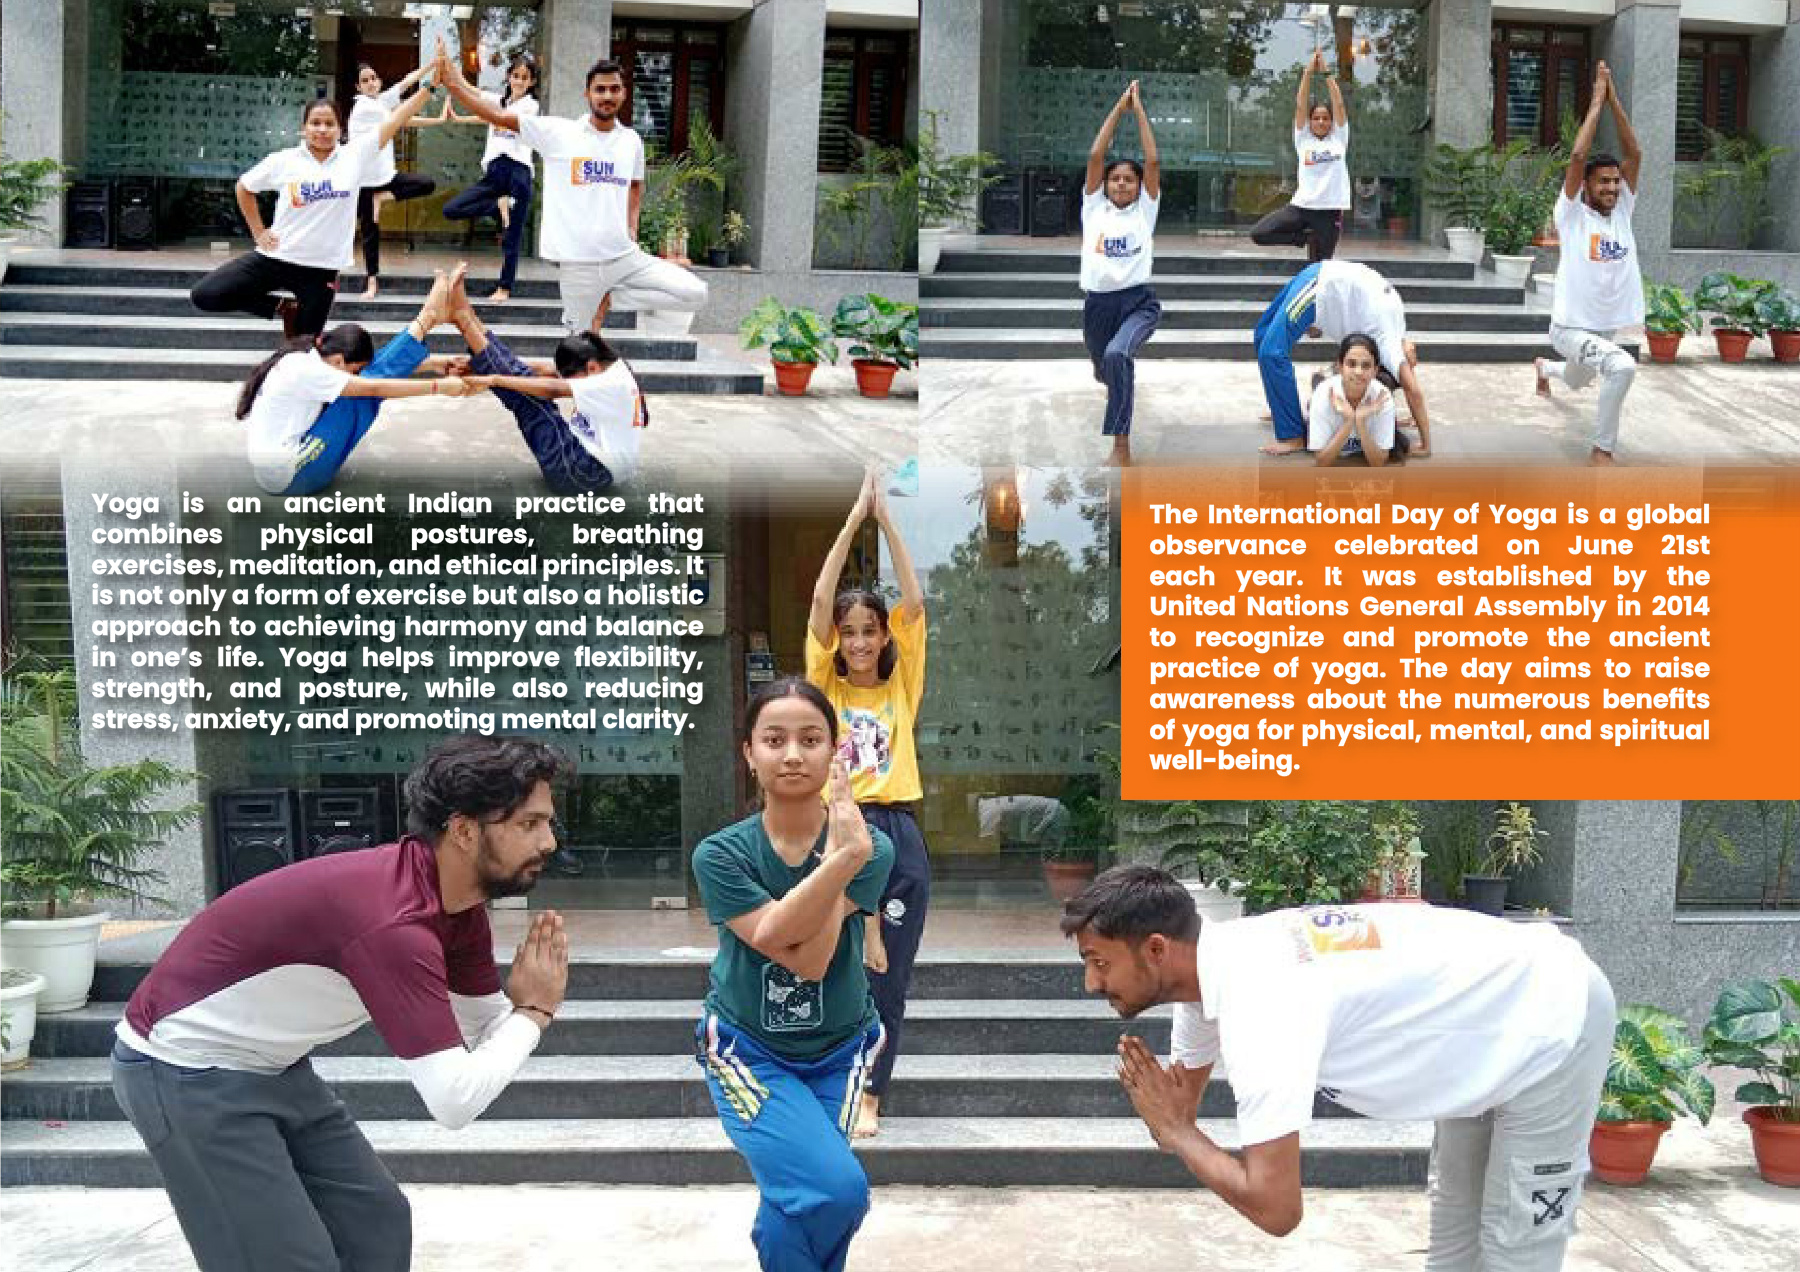 SUN
FOUNDATION
SUN
FOUNDATION
UN
SUN
Yoga is an ancient Indian practice that
combines physical postures, breathing
exercises, meditation, and ethical principles. It
is not only a form of exercise but also a holistic
approach to achieving harmony and balance
in one’s life. Yoga helps improve flexibility,
strength, and posture, while also reducing
stress, anxiety, and promoting mental clarity.
The International Day of Yoga is a global
observance celebrated on June 21st
each year. It was established by the
United Nations General Assembly in 2014
to recognize and promote the ancient
practice of yoga. The day aims to raise
awareness about the numerous benefits
of yoga for physical, mental, and spiritual
well-being.